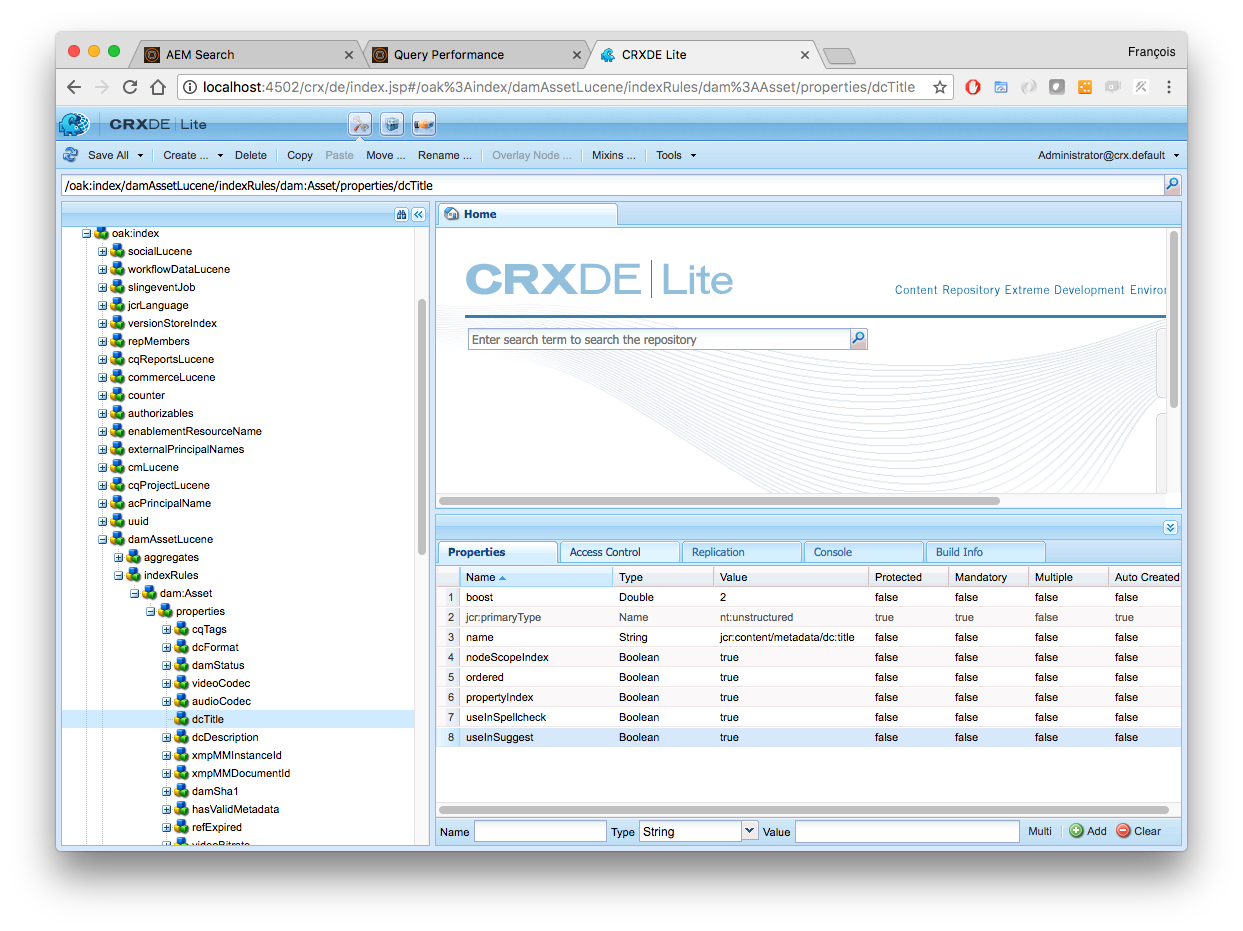 AEM Search
Query Performance
CRXDE Lite
François
localhost:4502/crx/de/index.jsp#/oak%3Aindex/damAssetLucene/indexRules/dam%3AAsset/properties/dcTitle
CRXDE | Lite
Save All Create ... Delete Copy Paste Move ... Rename ... Overlay Node ... Mixins ... Tools Administrator@crx.default
/oak:index/damAssetLucene/indexRules/dam:Asset/properties/dcTitle
oak:index
socialLucene
workflowDataLucene
slingeventJob
jcrLanguage
versionStoreIndex
repMembers
cqReportsLucene
commerceLucene
counter
authorizables
enablementResourceName
externalPrincipalNames
cmLucene
cqProjectLucene
acPrincipalName
uuid
damAssetLucene
aggregates
indexRules
dam:Asset
properties
cqTags
dcFormat
damStatus
videoCodec
audioCodec
dcTitle
dcDescription
xmpMMInstanceId
xmpMMDocumentId
damSha1
hasValidMetadata
refExpired
videoBitrate
Home
CRXDE | Lite
Content Repository Extreme Development Environ
Enter search term to search the repository
Properties Access Control Replication Console Build Info
Name Type Value Protected Mandatory Multiple Auto Created
1 boost Double 2 false false false false
2 jcr:primaryType Name nt:unstructured true true false true
3 name String jcr:content/metadata/dc:title false false false false
4 nodeScopeIndex Boolean true false false false false
5 ordered Boolean true false false false false
6 propertyIndex Boolean true false false false false
7 useInSpellcheck Boolean true false false false false
8 useInSuggest Boolean true false false false false
Name Type String Value Multi Add Clear